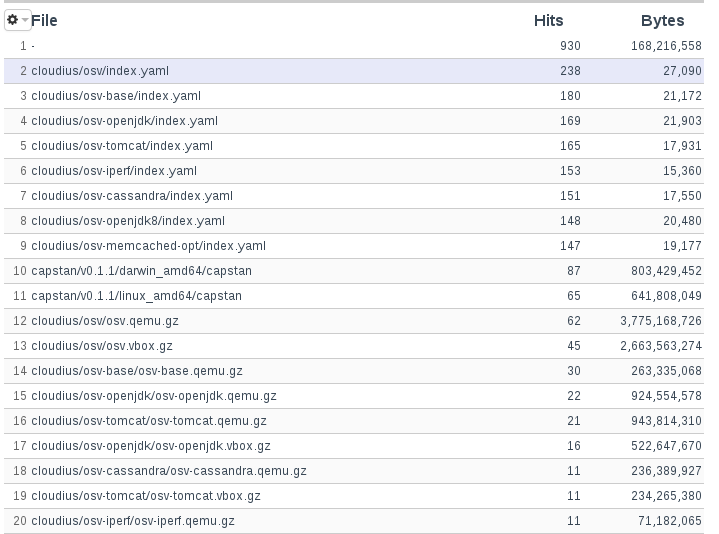 File Hits Bytes
1 - 930 168,216,558
2 cloudius/osv/index.yaml 238 27,090
3 cloudius/osv-base/index.yaml 180 21,172
4 cloudius/osv-openjdk/index.yaml 169 21,903
5 cloudius/osv-tomcat/index.yaml 165 17,931
6 cloudius/osv-iperf/index.yaml 153 15,360
7 cloudius/osv-cassandra/index.yaml 151 17,550
8 cloudius/osv-openjdk8/index.yaml 148 20,480
9 cloudius/osv-memcached-opt/index.yaml 147 19,177
10 capstan/v0.1.1/darwin_amd64/capstan 87 803,429,452
11 capstan/v0.1.1/linux_amd64/capstan 65 641,808,049
12 cloudius/osv/osv.qemu.gz 62 3,775,168,726
13 cloudius/osv/osv.vbox.gz 45 2,663,563,274
14 cloudius/osv-base/osv-base.qemu.gz 30 263,335,068
15 cloudius/osv-openjdk/osv-openjdk.qemu.gz 22 924,554,578
16 cloudius/osv-tomcat/osv-tomcat.qemu.gz 21 943,814,310
17 cloudius/osv-openjdk/osv-openjdk.vbox.gz 16 522,647,670
18 cloudius/osv-cassandra/osv-cassandra.qemu.gz 11 236,389,927
19 cloudius/osv-tomcat/osv-tomcat.vbox.gz 11 234,265,380
20 cloudius/osv-iperf/osv-iperf.qemu.gz 11 71,182,065